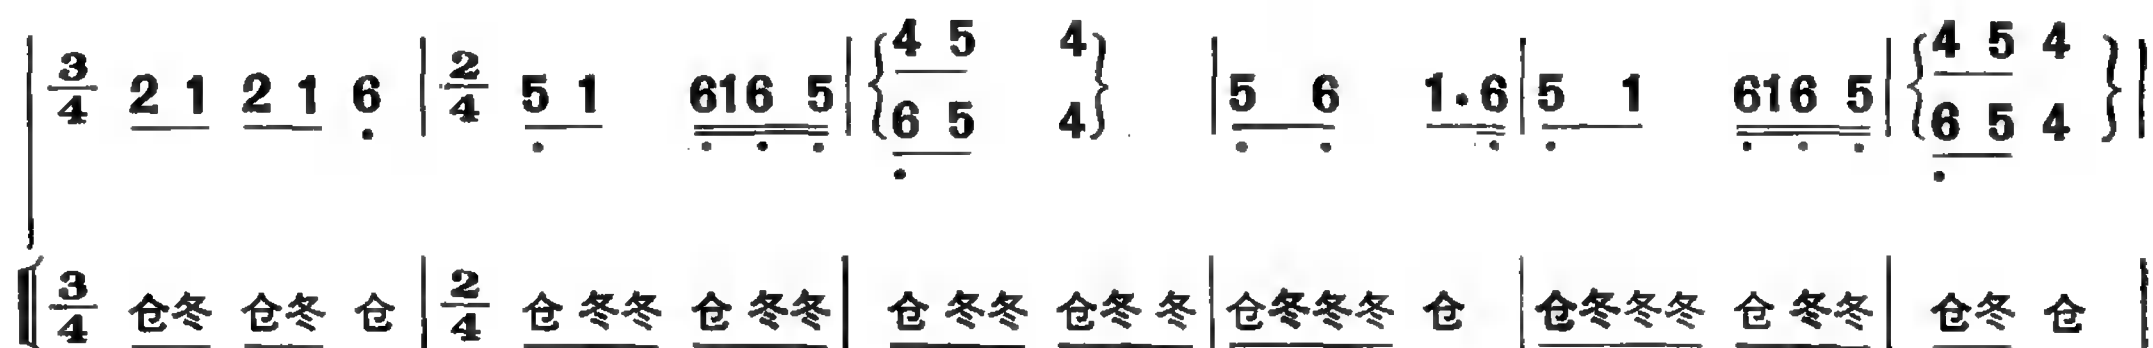 3/4 2 1 2 1 6 | 2/4 5 1 616 5 | {4 5 4 / 6 5 4} | 5 6 1·6 | 5 1 616 5 | {4 5 4 / 6 5 4} |
3/4 仓冬 仓冬 仓 | 2/4 仓 冬冬 仓 冬冬 | 仓 冬冬 仓冬 冬 | 仓冬冬冬 仓 | 仓冬冬冬 仓 冬冬 | 仓冬 仓 |